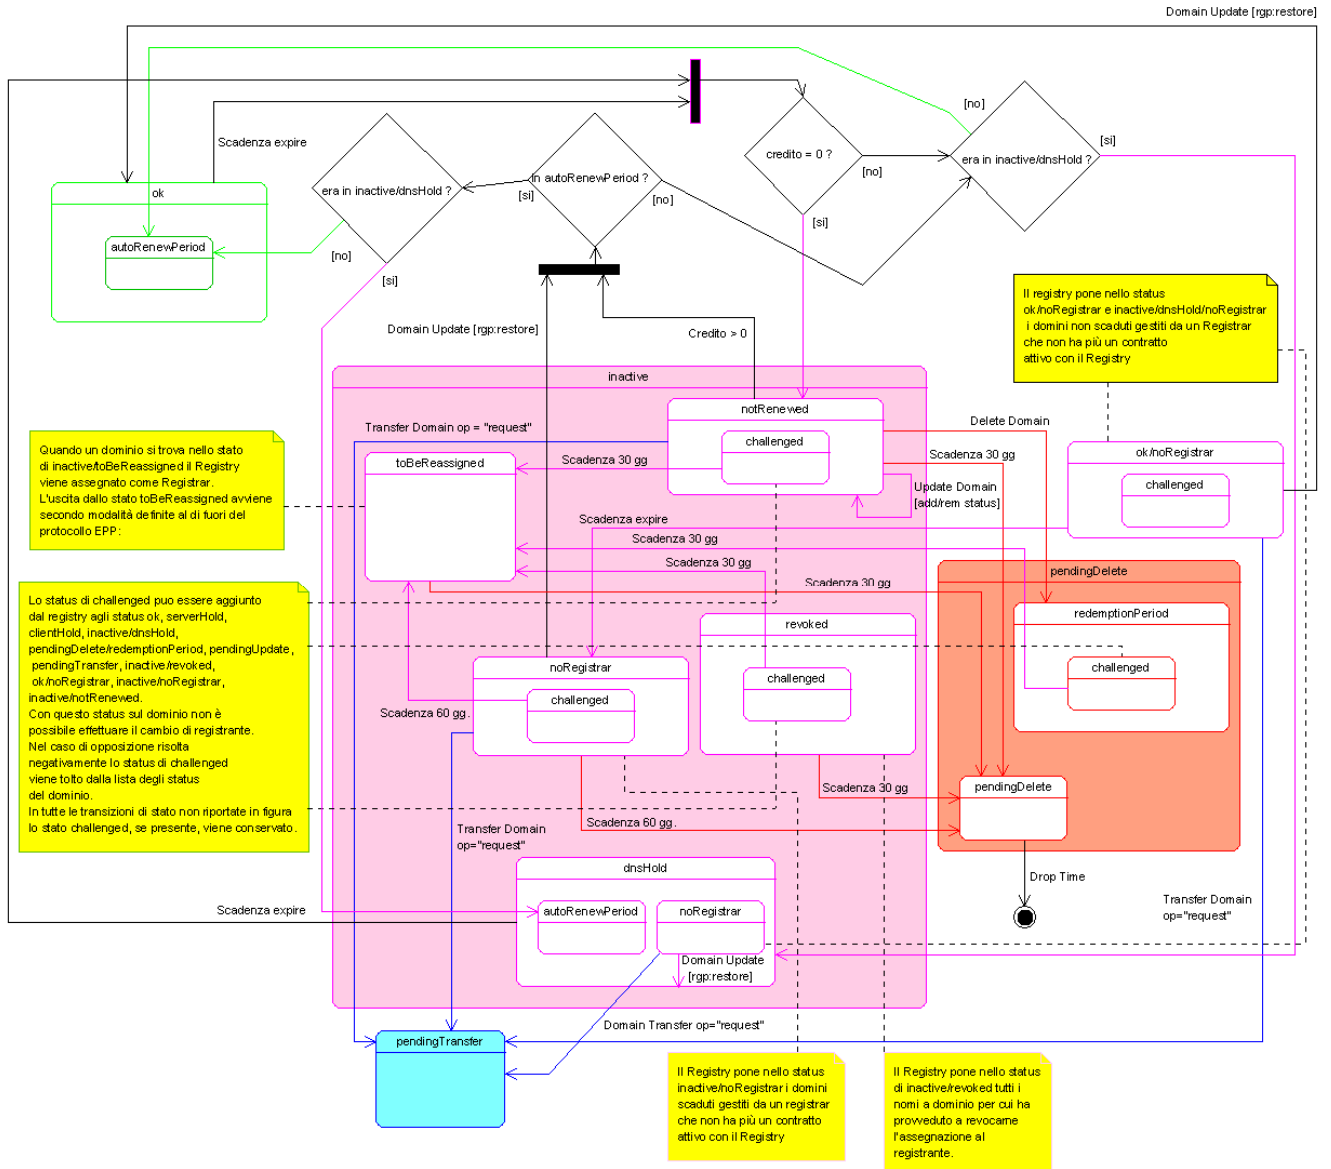 Domain Update [rgp:restore]
[no]
[si]
Scadenza expire
credito = 0 ?
era in inactive/dnsHold ?
[no]
in autoRenewPeriod ?
era in inactive/dnsHold ?
[si]
[no]
ok
[si]
autoRenewPeriod
[no]
[si]
Il registry pone nello status
ok/noRegistrar e inactive/dnsHold/noRegistrar
i domini non scaduti gestiti da un Registrar
che non ha più un contratto
attivo con il Registry
Domain Update [rgp:restore]
Credito > 0
inactive
notRenewed
Transfer Domain op = "request"
challenged
Delete Domain
Quando un dominio si trova nello stato
di inactive/toBeReassigned il Registry
viene assegnato come Registrar.
L'uscita dallo stato toBeReassigned avviene
secondo modalità definite al di fuori del
protocollo EPP:
toBeReassigned
Scadenza 30 gg
Scadenza 30 gg
ok/noRegistrar
challenged
Update Domain
[add/rem status]
Scadenza expire
Scadenza 30 gg
Scadenza 30 gg
Scadenza 30 gg
pendingDelete
redemptionPeriod
challenged
Lo status di challenged puo essere aggiunto
dal registry agli status ok, serverHold,
clientHold, inactive/dnsHold,
pendingDelete/redemptionPeriod, pendingUpdate,
pendingTransfer, inactive/revoked,
ok/noRegistrar, inactive/noRegistrar,
inactive/notRenewed.
Con questo status sul dominio non è
possibile effettuare il cambio di registrante.
Nel caso di opposizione risolta
negativamente lo status di challenged
viene tolto dalla lista degli status
del dominio.
In tutte le transizioni di stato non riportate in figura
lo stato challenged, se presente, viene conservato.
revoked
challenged
noRegistrar
challenged
Scadenza 60 gg.
pendingDelete
Scadenza 30 gg
Scadenza 60 gg.
Transfer Domain
op="request"
dnsHold
Drop Time
Scadenza expire
autoRenewPeriod
noRegistrar
Transfer Domain
op="request"
Domain Update
[rgp:restore]
Domain Transfer op="request"
pendingTransfer
Il Registry pone nello status
inactive/noRegistrar i domini
scaduti gestiti da un registrar
che non ha più un contratto
attivo con il Registry
Il Registry pone nello status
di inactive/revoked tutti i
nomi a dominio per cui ha
provveduto a revocarne
l'assegnazione al
registrante.